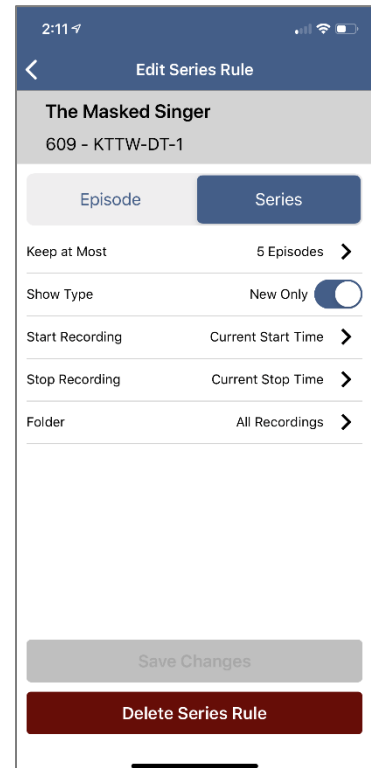 2:11
Edit Series Rule
The Masked Singer
609 - KTTW-DT-1
Episode Series
Keep at Most 5 Episodes
Show Type New Only
Start Recording Current Start Time
Stop Recording Current Stop Time
Folder All Recordings
Save Changes
Delete Series Rule